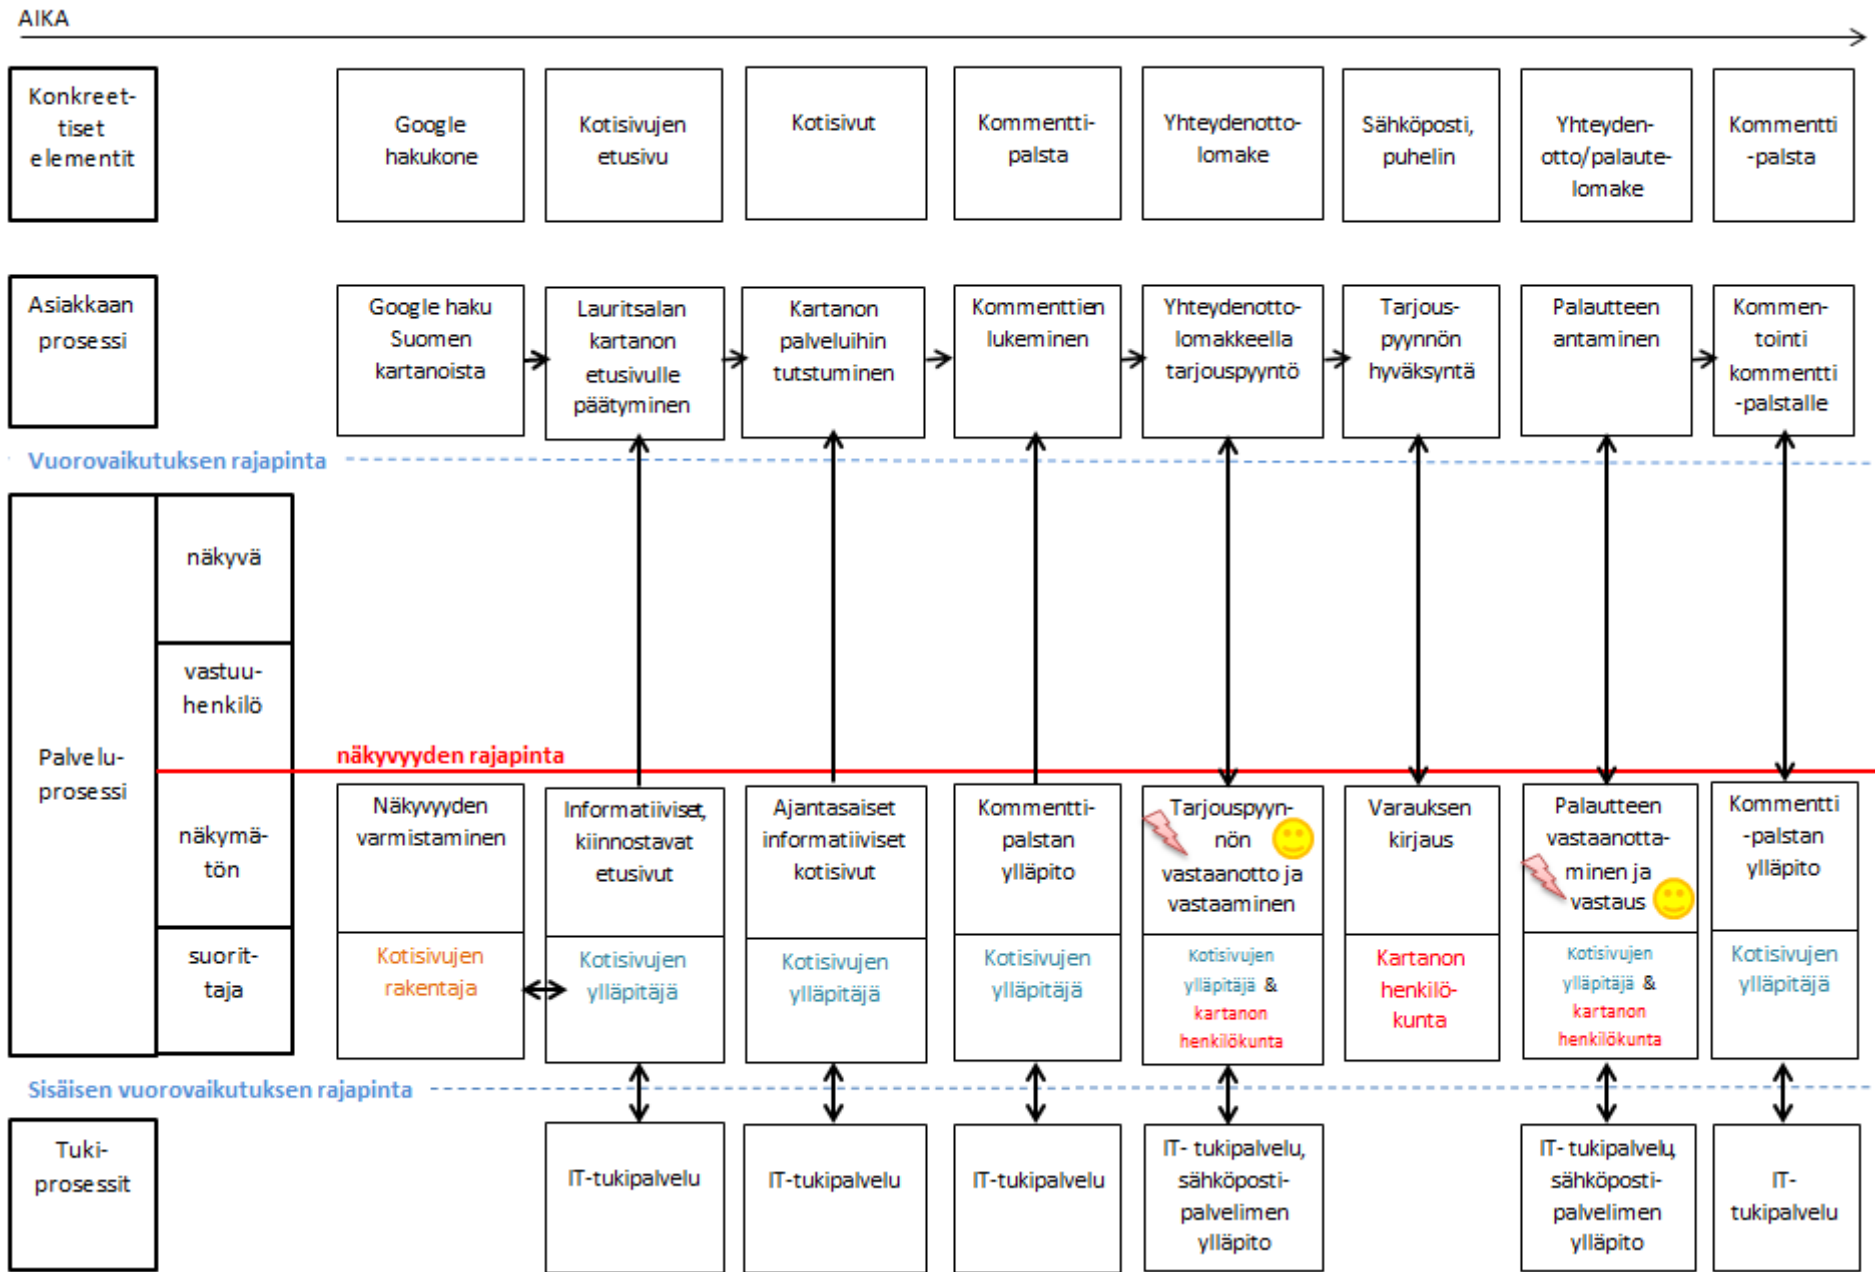 AIKA
Konkreet-
tiset
elementit
Google
hakukone
Kotisivujen
etusivu
Kotisivut
Kommentti-
palsta
Yhteydenotto-
lomake
Sähköposti,
puhelin
Yhteyden-
otto/palaute-
lomake
Kommentti
-palsta
Asiakkaan
prosessi
Google haku
Suomen
kartanoista
Lauritsalan
kartanon
etusivulle
päätyminen
Kartanon
palveluihin
tutstuminen
Kommenttien
lukeminen
Yhteydenotto-
lomakkeella
tarjouspyyntö
Tarjous-
pyynnön
hyväksyntä
Palautteen
antaminen
Kommen-
tointi
kommentti
-palstalle
Vuorovaikutuksen rajapinta
Palvelu-
prosessi
näkyvä
vastuu-
henkilö
näkyvyyden rajapinta
näkymä-
tön
Näkyvyyden
varmistaminen
Informatiiviset,
kiinnostavat
etusivut
Ajantasaiset
informatiiviset
kotisivut
Kommentti-
palstan
ylläpito
Tarjouspyyn-
nön
vastaanotto ja
vastaaminen
Varauksen
kirjaus
Palautteen
vastaanotta-
minen ja
vastaus
Kommentti
-palstan
ylläpito
suorit-
taja
Kotisivujen
rakentaja
Kotisivujen
ylläpitäjä
Kotisivujen
ylläpitäjä
Kotisivujen
ylläpitäjä
Kotisivujen
ylläpitäjä &
kartanon
henkilökunta
Kartanon
henkilö-
kunta
Kotisivujen
ylläpitäjä &
kartanon
henkilökunta
Kotisivujen
ylläpitäjä
Sisäisen vuorovaikutuksen rajapinta
Tuki-
prosessit
IT-tukipalvelu
IT-tukipalvelu
IT-tukipalvelu
IT- tukipalvelu,
sähköposti-
palvelimen
ylläpito
IT- tukipalvelu,
sähköposti-
palvelimen
ylläpito
IT-
tukipalvelu